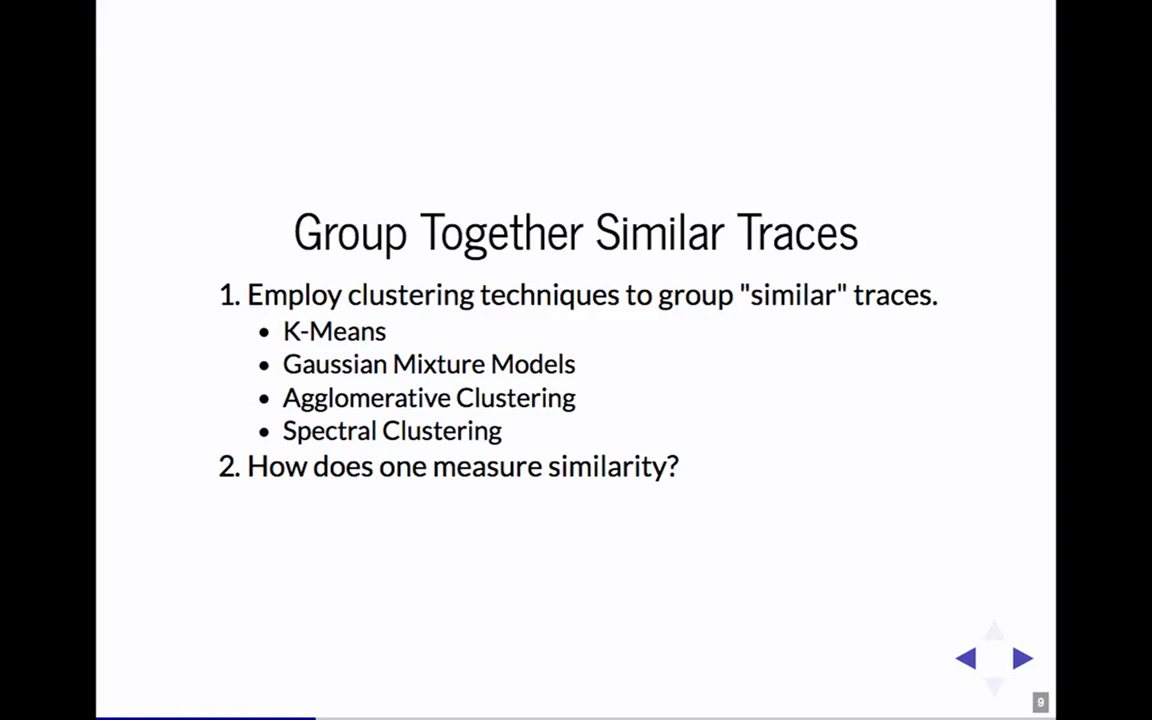 Group Together Similar Traces
1. Employ clustering techniques to group "similar" traces.
• K-Means
• Gaussian Mixture Models
• Agglomerative Clustering
• Spectral Clustering
2. How does one measure similarity?
9